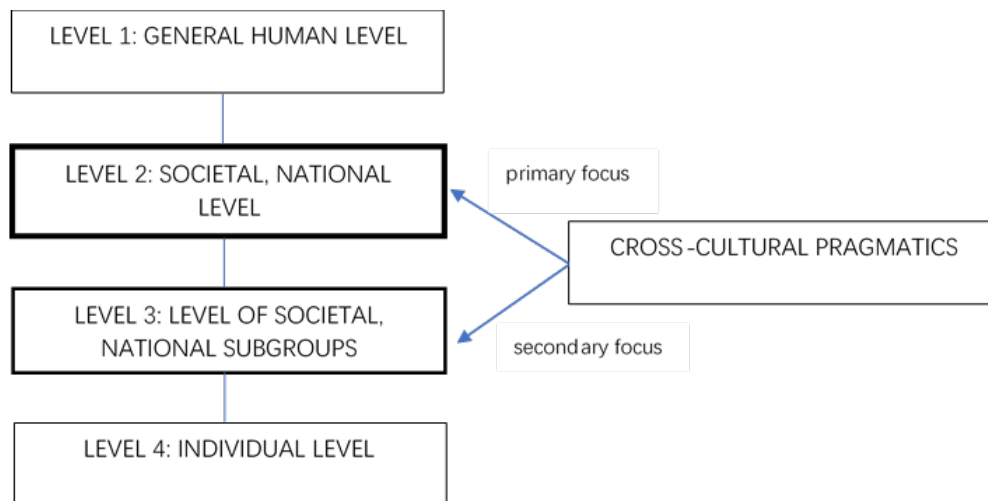 LEVEL 1: GENERAL HUMAN LEVEL
LEVEL 2: SOCIETAL, NATIONAL
LEVEL
primary focus
CROSS-CULTURAL PRAGMATICS
LEVEL 3: LEVEL OF SOCIETAL,
NATIONAL SUBGROUPS
secondary focus
LEVEL 4: INDIVIDUAL LEVEL